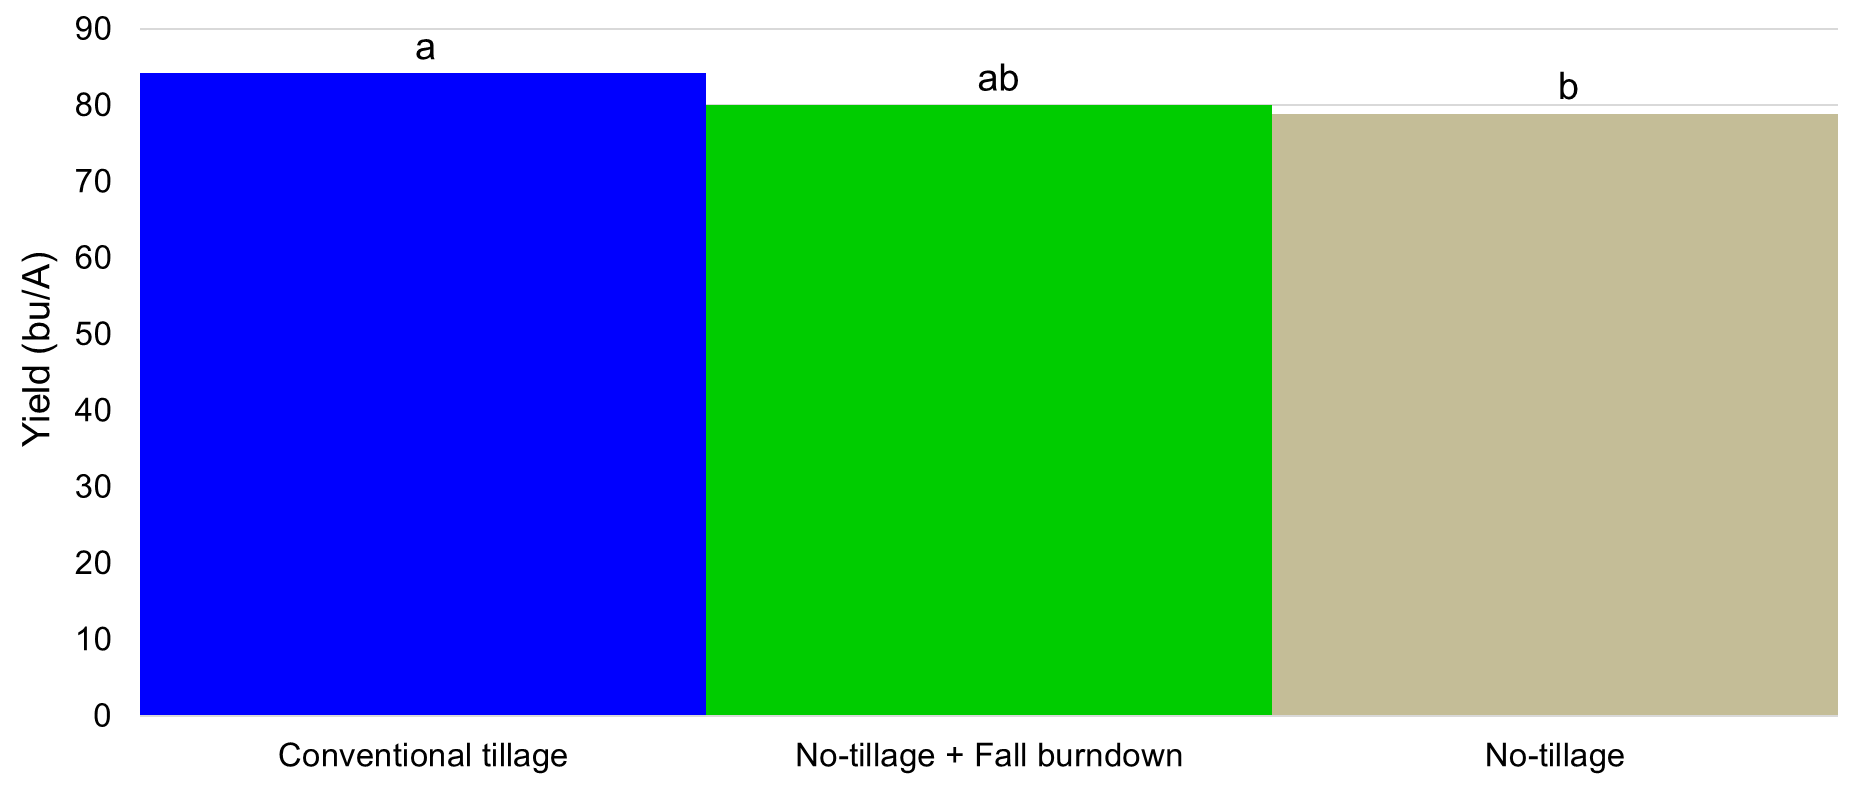 90
80
70
60
50
40
30
20
10
0
Yield (bu/A)
a
ab
b
Conventional tillage
No-tillage + Fall burndown
No-tillage